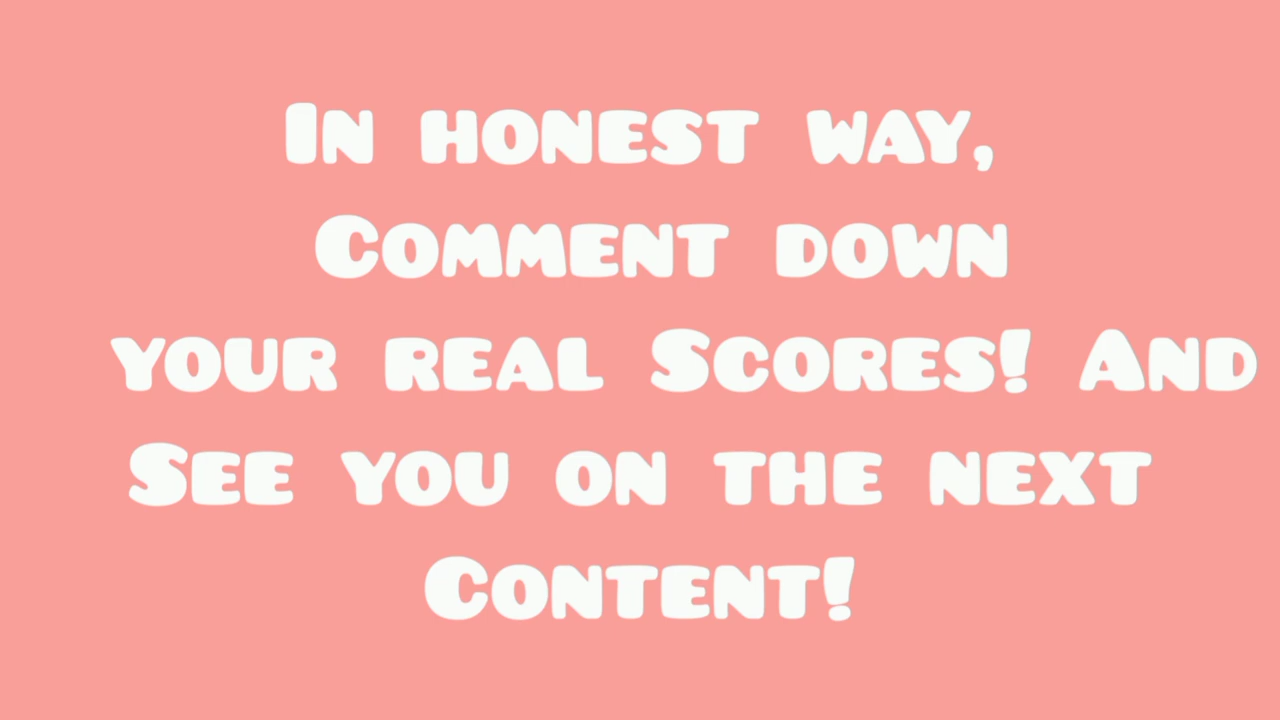 In honest way,
Comment down
your real Scores! And
See you on the next
Content!